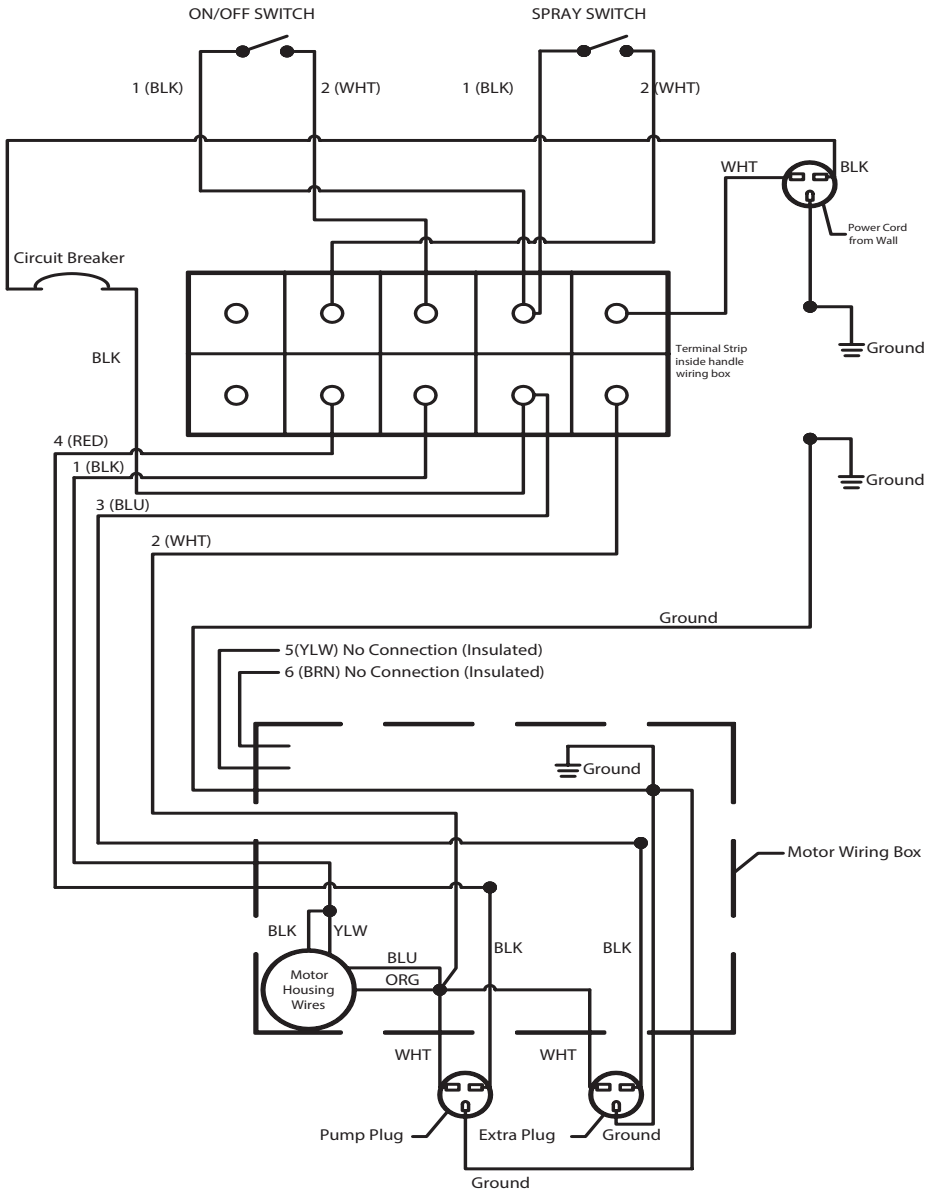 ON/OFF SWITCH
SPRAY SWITCH
1 (BLK)
2 (WHT)
1 (BLK)
2 (WHT)
WHT
BLK
Power Cord
from Wall
Circuit Breaker
BLK
Terminal Strip
inside handle
wiring box
Ground
4 (RED)
1 (BLK)
3 (BLU)
2 (WHT)
Ground
Ground
5(YLW) No Connection (Insulated)
6 (BRN) No Connection (Insulated)
Ground
Motor Wiring Box
BLK
YLW
BLU
ORG
BLK
BLK
Motor
Housing
Wires
WHT
WHT
Pump Plug
Extra Plug
Ground
Ground